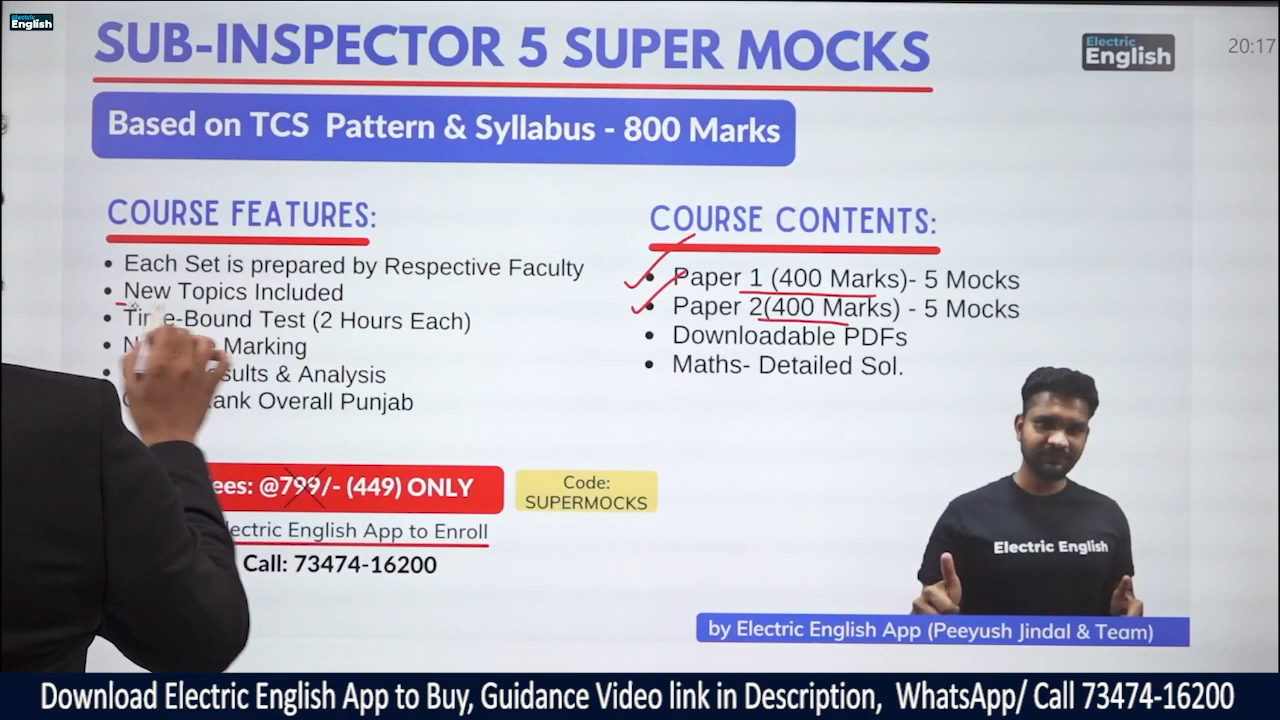 Electric
English
SUB-INSPECTOR 5 SUPER MOCKS
Electric
English
20:17
Based on TCS Pattern & Syllabus - 800 Marks
COURSE FEATURES:
• Each Set is prepared by Respective Faculty
• New Topics Included
• Time-Bound Test (2 Hours Each)
• Marking
• & Analysis
Overall Punjab
COURSE CONTENTS:
• Paper 1 (400 Marks)- 5 Mocks
• Paper 2(400 Marks) - 5 Mocks
• Downloadable PDFs
• Maths- Detailed Sol.
@799/- (449) ONLY
Code:
SUPERMOCKS
English App to Enroll
Call: 73474-16200
Electric English
by Electric English App (Peeyush Jindal & Team)
Download Electric English App to Buy, Guidance Video link in Description, WhatsApp/ Call 73474-16200